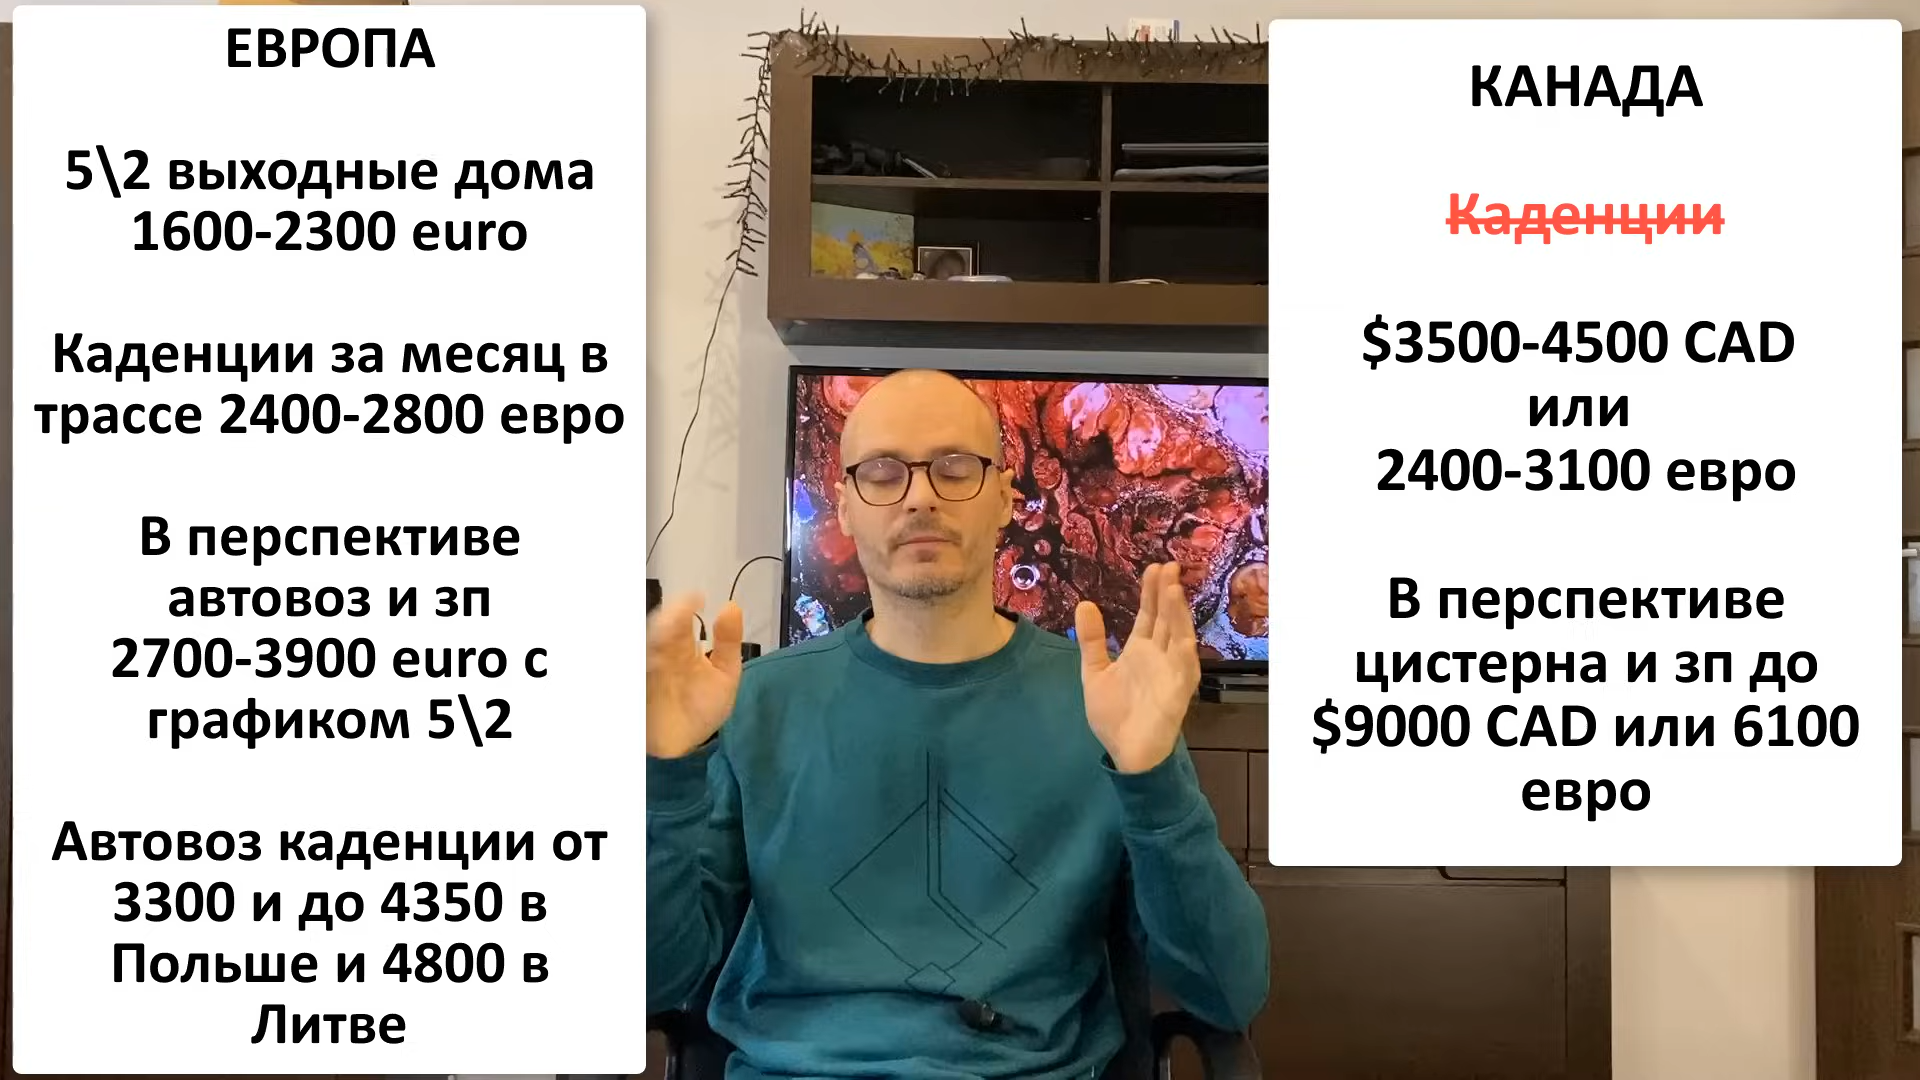 ЕВРОПА
5\2 выходные дома
1600-2300 euro
Каденции за месяц в
трассе 2400-2800 евро
В перспективе
автовоз и зп
2700-3900 euro с
графиком 5\2
Автовоз каденции от
3300 и до 4350 в
Польше и 4800 в
Литве
КАНАДА
Каденции
$3500-4500 CAD
или
2400-3100 евро
В перспективе
цистерна и зп до
$9000 CAD или 6100
евро